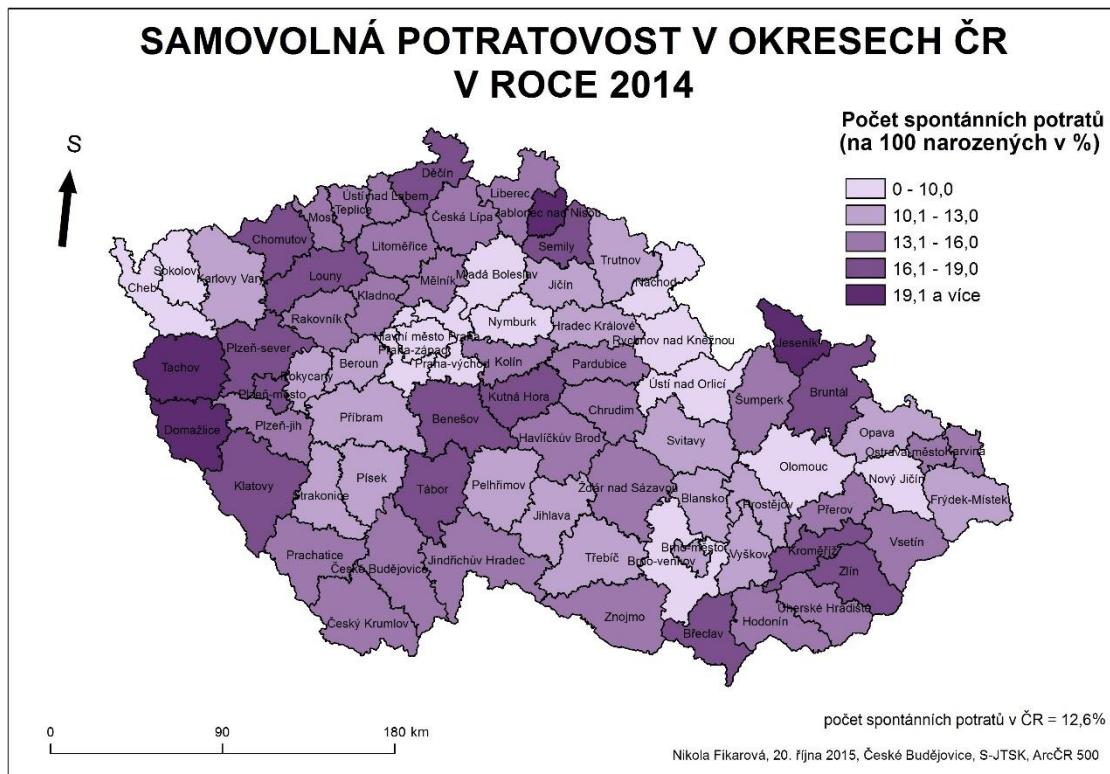 SAMOVOLNÁ POTRATOVOST V OKRESECH ČR
V ROCE 2014
Počet spontánních potratů
(na 100 narozených v %)
0 - 10,0
10,1 - 13,0
13,1 - 16,0
16,1 - 19,0
19,1 a více
S
Děčín
Liberec
Ústí nad Labem
Teplice
Most
Česká Lípa
Jablonec nad Nisou
Chomutov
Litoměřice
Semily
Trutnov
Sokolov
Karlovy Vary
Cheb
Louny
Mělník
Mladá Boleslav
Jičín
Náchod
Kladno
Rakovník
Nymburk
Hradec Králové
Hlavní město Praha
Rychnov nad Kněžnou
Plzeň-sever
Praha-západ
Praha-východ
Kolín
Pardubice
Tachov
Rokycany
Beroun
Jeseník
Plzeň-město
Kutná Hora
Ústí nad Orlicí
Šumperk
Bruntál
Domažlice
Plzeň-jih
Příbram
Benešov
Chrudim
Havlíčkův Brod
Svitavy
Opava
Ostrava-město
Karviná
Olomouc
Nový Jičín
Klatovy
Strakonice
Písek
Tábor
Pelhřimov
Žďár nad Sázavou
Blansko
Prostějov
Přerov
Frýdek-Místek
Jihlava
Vsetín
Prachatice
České Budějovice
Jindřichův Hradec
Třebíč
Brno-město
Brno-venkov
Vyškov
Kroměříž
Zlín
Český Krumlov
Znojmo
Břeclav
Hodonín
Uherské Hradiště
0
90
180 km
počet spontánních potratů v ČR = 12,6%
Nikola Fikarová, 20. října 2015, České Budějovice, S-JTSK, ArcČR 500